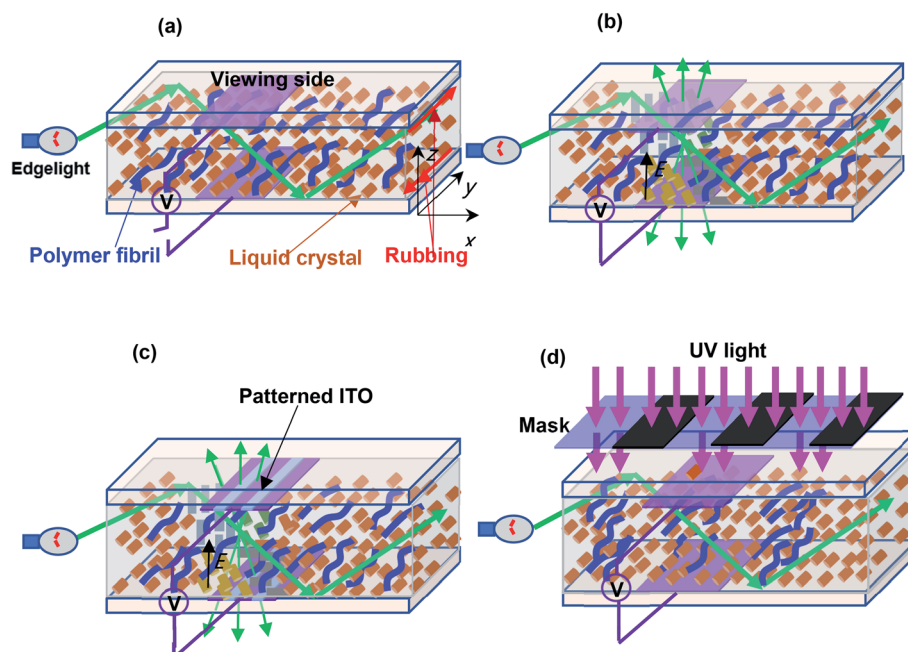 (a)
Viewing side
Edgelight
z
y
x
V
Polymer fibril
Liquid crystal
Rubbing
(b)
E
V
(c)
Patterned ITO
E
V
(d)
UV light
Mask
V